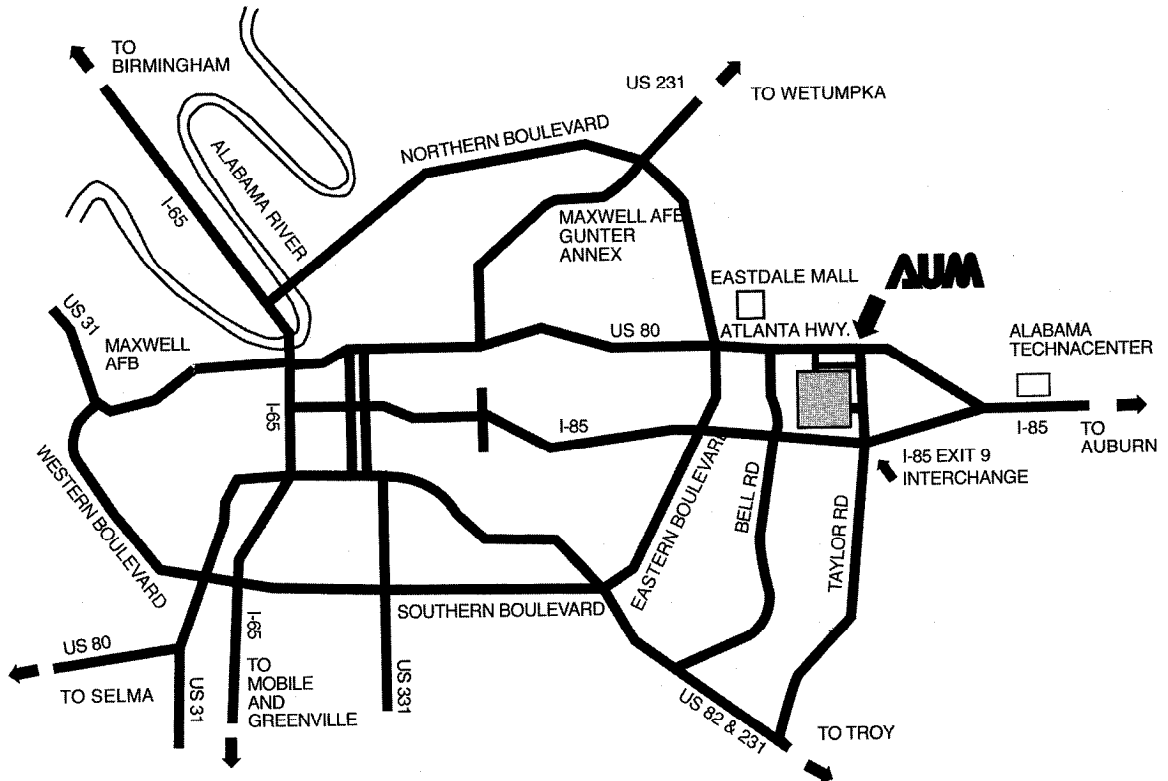 TO
BIRMINGHAM
US 231
TO WETUMPKA
NORTHERN BOULEVARD
ALABAMA RIVER
I-65
MAXWELL AFB
GUNTER
ANNEX
AUM
EASTDALE MALL
US 31
MAXWELL
AFB
US 80
ATLANTA HWY.
ALABAMA
TECHNACENTER
I-65
I-85
I-85
TO
AUBURN
I-85 EXIT 9
INTERCHANGE
WESTERN BOULEVARD
EASTERN BOULEVARD
BELL RD
TAYLOR RD
SOUTHERN BOULEVARD
I-65
US 80
TO SELMA
US 31
TO
MOBILE
AND
GREENVILLE
US 331
US 82 & 231
TO TROY